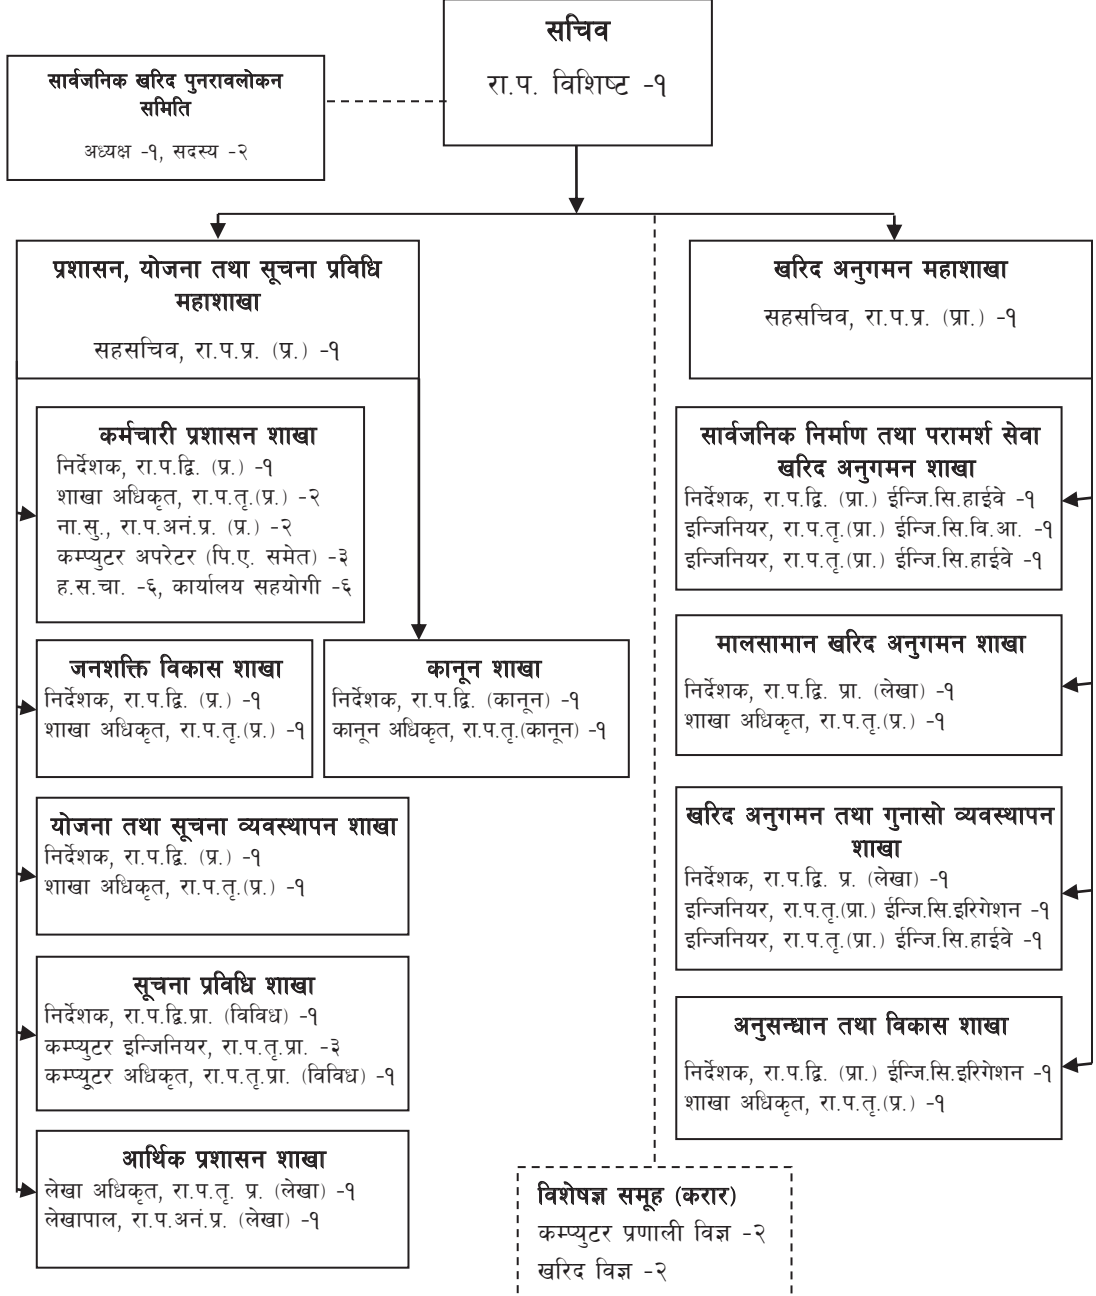 सचिव
रा.प. विशिष्ट -१
सार्वजनिक खरिद पुनरावलोकन
समिति
अध्यक्ष -१, सदस्य -२
प्रशासन, योजना तथा सूचना प्रविधि
महाशाखा
सहसचिव, रा.प.प्र. (प्र.) -१
खरिद अनुगमन महाशाखा
सहसचिव, रा.प.प्र. (प्रा.) -१
कर्मचारी प्रशासन शाखा
निर्देशक, रा.प.द्वि. (प्र.) -१
शाखा अधिकृत, रा.प.तृ.(प्र.) -२
ना.सु., रा.प.अनं.प्र. (प्र.) -२
कम्प्युटर अपरेटर (पि.ए. समेत) -३
ह.स.चा. -६, कार्यालय सहयोगी -६
जनशक्ति विकास शाखा
निर्देशक, रा.प.द्वि. (प्र.) -१
शाखा अधिकृत, रा.प.तृ.(प्र.) -१
कानून शाखा
निर्देशक, रा.प.द्वि. (कानून) -१
कानून अधिकृत, रा.प.तृ.(कानून) -१
योजना तथा सूचना व्यवस्थापन शाखा
निर्देशक, रा.प.द्वि. (प्र.) -१
शाखा अधिकृत, रा.प.तृ.(प्र.) -१
सूचना प्रविधि शाखा
निर्देशक, रा.प.द्वि.प्रा. (विविध) -१
कम्प्युटर इन्जिनियर, रा.प.तृ.प्रा. -३
कम्प्यूटर अधिकृत, रा.प.तृ.प्रा. (विविध) -१
आर्थिक प्रशासन शाखा
लेखा अधिकृत, रा.प.तृ. प्र. (लेखा) -१
लेखापाल, रा.प.अनं.प्र. (लेखा) -१
सार्वजनिक निर्माण तथा परामर्श सेवा
खरिद अनुगमन शाखा
निर्देशक, रा.प.द्वि. (प्रा.) ईन्जि.सि.हाईवे -१
इन्जिनियर, रा.प.तृ.(प्रा.) ईन्जि.सि.वि.आ. -१
इन्जिनियर, रा.प.तृ.(प्रा.) ईन्जि.सि.हाईवे -१
मालसामान खरिद अनुगमन शाखा
निर्देशक, रा.प.द्वि. प्रा. (लेखा) -१
शाखा अधिकृत, रा.प.तृ.(प्र.) -१
खरिद अनुगमन तथा गुनासो व्यवस्थापन
शाखा
निर्देशक, रा.प.द्वि. प्र. (लेखा) -१
इन्जिनियर, रा.प.तृ.(प्रा.) ईन्जि.सि.इरिगेशन -१
इन्जिनियर, रा.प.तृ.(प्रा.) ईन्जि.सि.हाईवे -१
अनुसन्धान तथा विकास शाखा
निर्देशक, रा.प.द्वि. (प्रा.) ईन्जि.सि.इरिगेशन -१
शाखा अधिकृत, रा.प.तृ.(प्र.) -१
विशेषज्ञ समूह (करार)
कम्प्युटर प्रणाली विज्ञ -२
खरिद विज्ञ -२